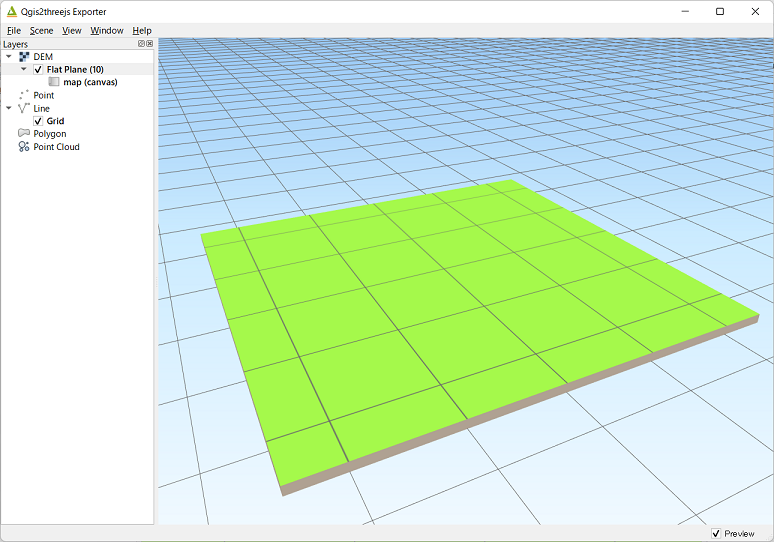 Qgis2threejs Exporter
File Scene View Window Help
Layers
DEM
Flat Plane (10)
map (canvas)
Point
Line
Grid
Polygon
Point Cloud
Preview